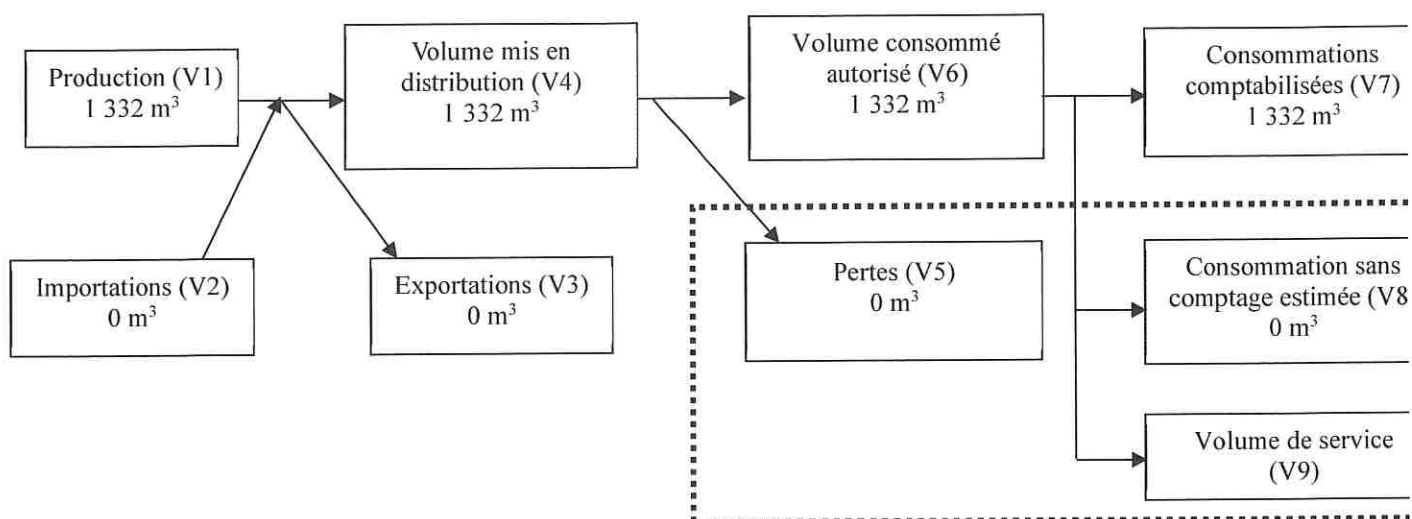 Production (V1)
1 332 m³
Volume mis en
distribution (V4)
1 332 m³
Volume consommé
autorisé (V6)
1 332 m³
Consommations
comptabilisées (V7)
1 332 m³
Importations (V2)
0 m³
Exportations (V3)
0 m³
Pertes (V5)
0 m³
Consommation sans
comptage estimée (V8
0 m³
Volume de service
(V9)